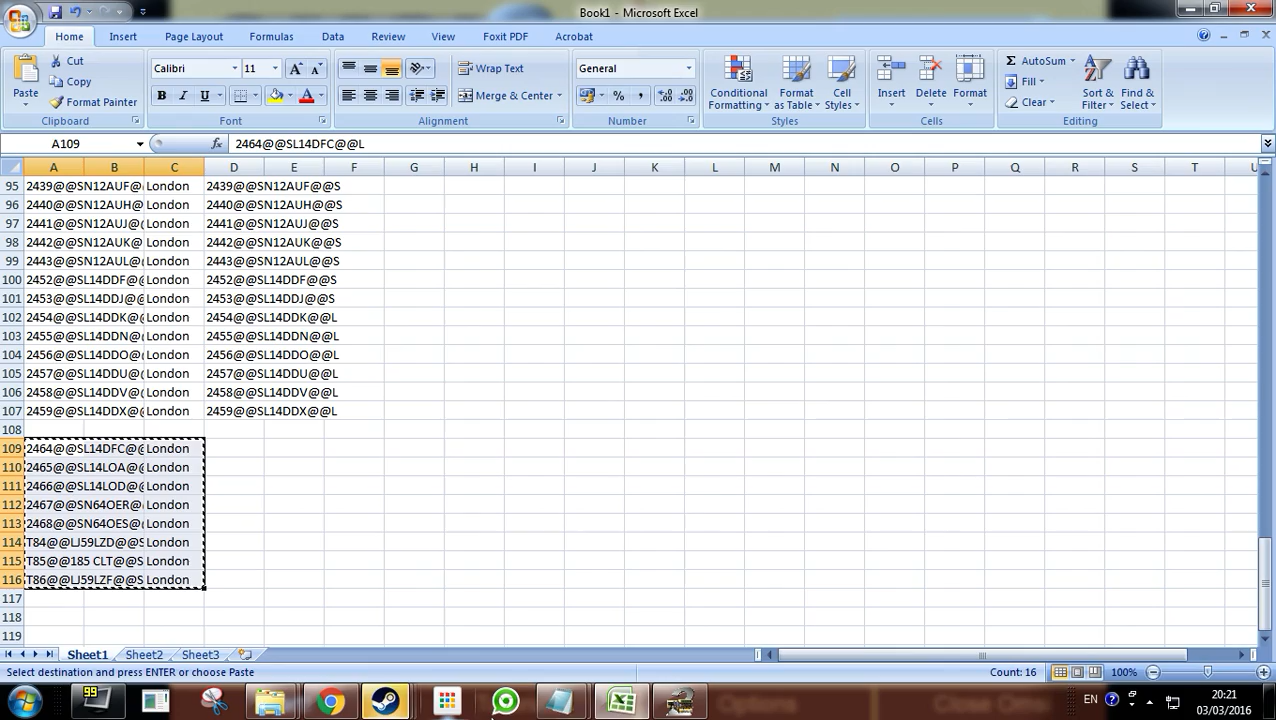 Book1 - Microsoft Excel
Home Insert Page Layout Formulas Data Review View Foxit PDF Acrobat
Paste Cut Copy Format Painter Clipboard
Calibri 11 B I U A Font
Wrap Text Merge & Center Alignment
General % , Number
Conditional Formatting Format as Table Cell Styles Styles
Insert Delete Format Cells
AutoSum Fill Clear Sort & Filter Find & Select Editing
A109 fx 2464@@SL14DFC@@L
A B C D E F G H I J K L M N O P Q R S T U
95 2439@@SN12AUF@ London 2439@@SN12AUF@@S
96 2440@@SN12AUH@ London 2440@@SN12AUH@@S
97 2441@@SN12AUJ@@ London 2441@@SN12AUJ@@S
98 2442@@SN12AUK@ London 2442@@SN12AUK@@S
99 2443@@SN12AUL@ London 2443@@SN12AUL@@S
100 2452@@SL14DDF@@ London 2452@@SL14DDF@@S
101 2453@@SL14DDJ@@ London 2453@@SL14DDJ@@S
102 2454@@SL14DDK@@ London 2454@@SL14DDK@@L
103 2455@@SL14DDN@ London 2455@@SL14DDN@@L
104 2456@@SL14DDO@ London 2456@@SL14DDO@@L
105 2457@@SL14DDU@ London 2457@@SL14DDU@@L
106 2458@@SL14DDV@ London 2458@@SL14DDV@@L
107 2459@@SL14DDX@ London 2459@@SL14DDX@@L
108
109 2464@@SL14DFC@@ London
110 2465@@SL14LOA@@ London
111 2466@@SL14LOD@@ London
112 2467@@SN64OER@ London
113 2468@@SN64OES@ London
114 T84@@LJ59LZD@@S London
115 T85@@185 CLT@@S London
116 T86@@LJ59LZF@@S London
117
118
119
Sheet1 Sheet2 Sheet3
Select destination and press ENTER or choose Paste Count: 16 100%
99 EN 20:21
03/03/2016